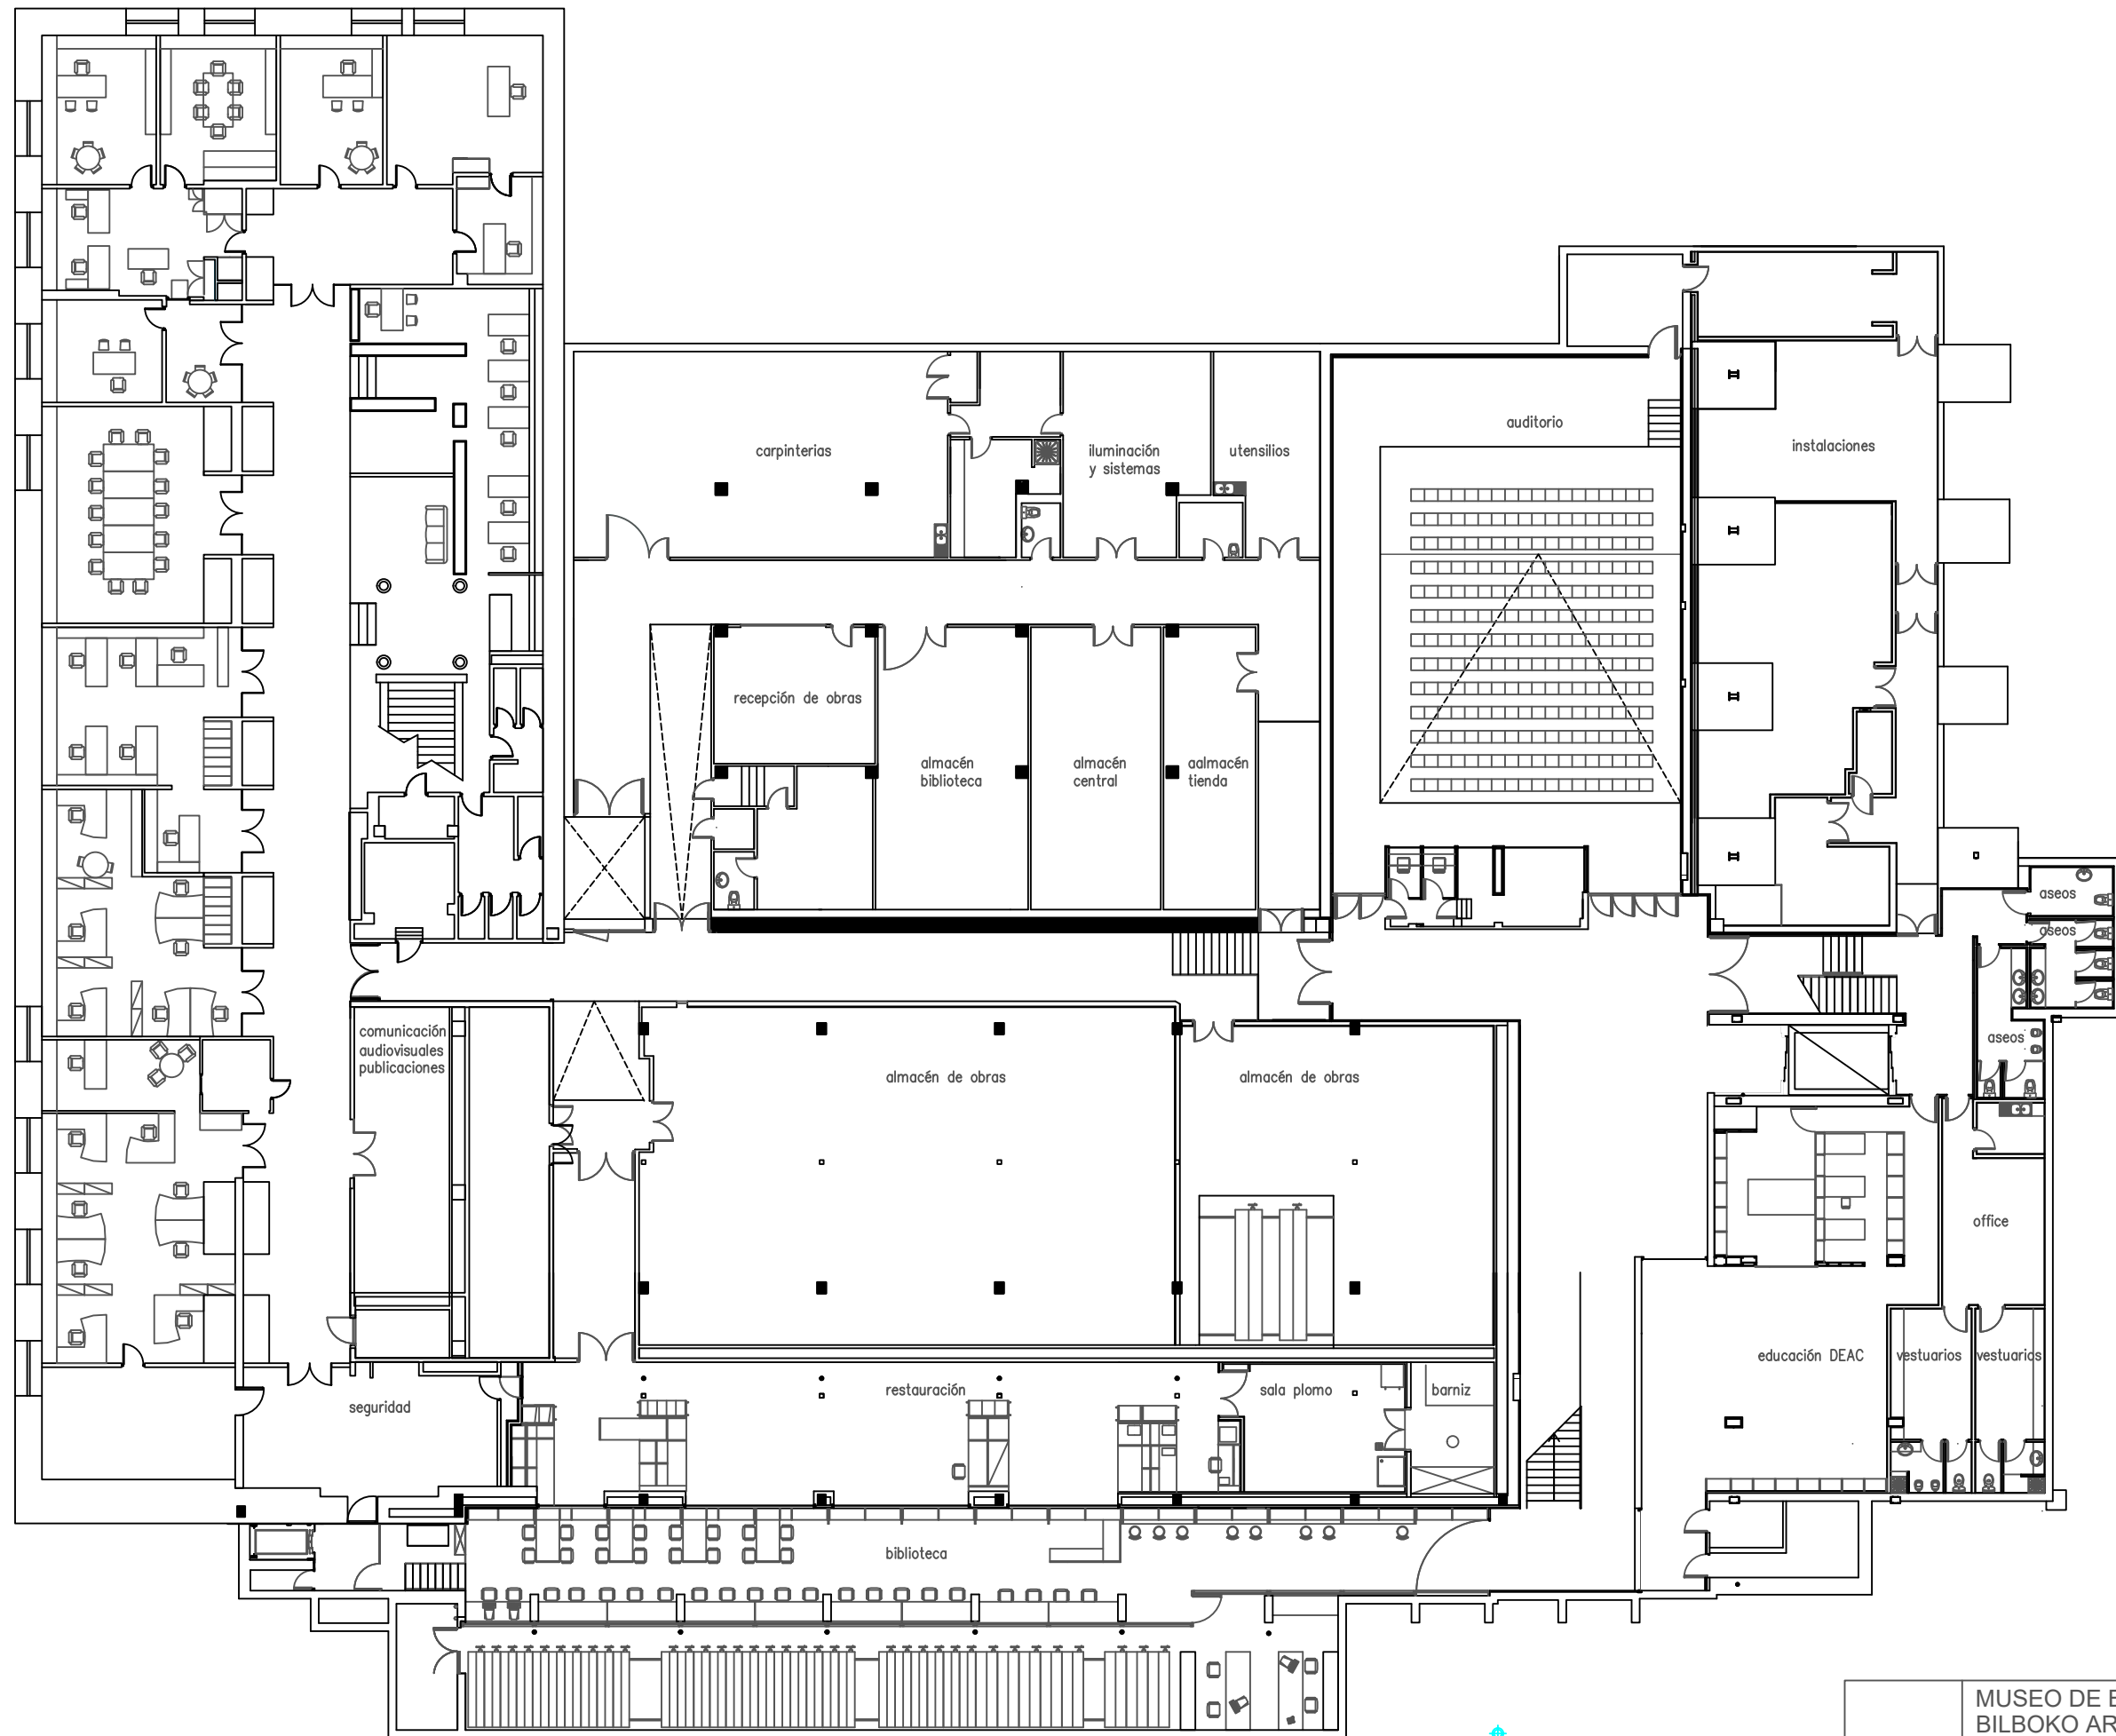 auditorio
instalaciones
carpinterias
iluminación
y sistemas
utensilios
recepción de obras
almacén
biblioteca
almacén
central
aalmacén
tienda
aseos
aseos
comunicación
audiovisuales
publicaciones
aseos
almacén de obras
almacén de obras
office
educación DEAC
vestuarios
vestuarios
restauración
sala plomo
barniz
seguridad
biblioteca
MUSEO DE
BILBOKO AR